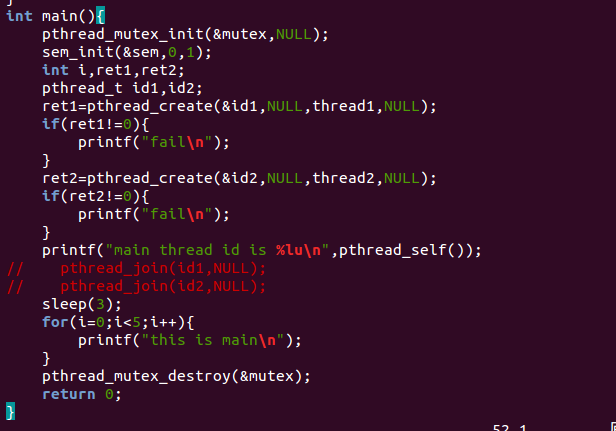 }
int main(){
    pthread_mutex_init(&mutex,NULL);
    sem_init(&sem,0,1);
    int i,ret1,ret2;
    pthread_t id1,id2;
    ret1=pthread_create(&id1,NULL,thread1,NULL);
    if(ret1!=0){
        printf("fail\n");
    }
    ret2=pthread_create(&id2,NULL,thread2,NULL);
    if(ret2!=0){
        printf("fail\n");
    }
    printf("main thread id is %lu\n",pthread_self());
//    pthread_join(id1,NULL);
//    pthread_join(id2,NULL);
    sleep(3);
    for(i=0;i<5;i++){
        printf("this is main\n");
    }
    pthread_mutex_destroy(&mutex);
    return 0;
}
52,1